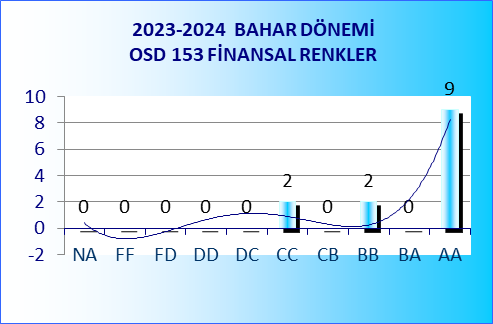 2023-2024 BAHAR DÖNEMİ
OSD 153 FİNANSAL RENKLER
10
8
6
4
2
0
-2
0 0 0 0 0 2 0 2 0 9
NA FF FD DD DC CC CB BB BA AA